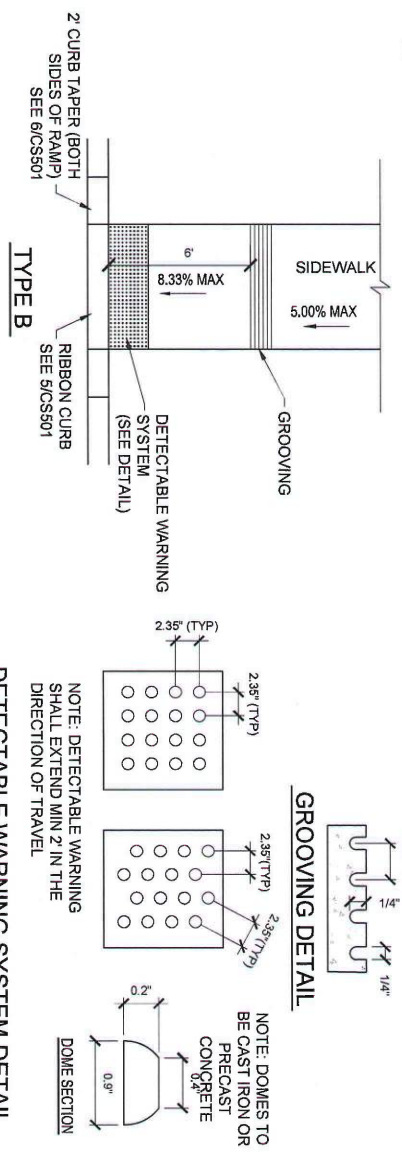 2' CURB TAPER (BOTH
SIDES OF RAMP)
SEE 6/CS501
TYPE B
6'
8.33% MAX
SIDEWALK
5.00% MAX
GROOVING
DETECTABLE WARNING
SYSTEM
(SEE DETAIL)
RIBBON CURB
SEE 5/CS501
GROOVING DETAIL
1/4"
1/4"
2.35" (TYP)
2.35" (TYP)
2.35"(TYP)
2.35"(TYP)
NOTE: DETECTABLE WARNING
SHALL EXTEND MIN 2' IN THE
DIRECTION OF TRAVEL
NOTE: DOMES TO
BE CAST IRON OR
PRECAST
CONCRETE
0.2"
0.4"
0.9"
DOME SECTION
DETECTABLE WARNING SYSTEM DETAIL